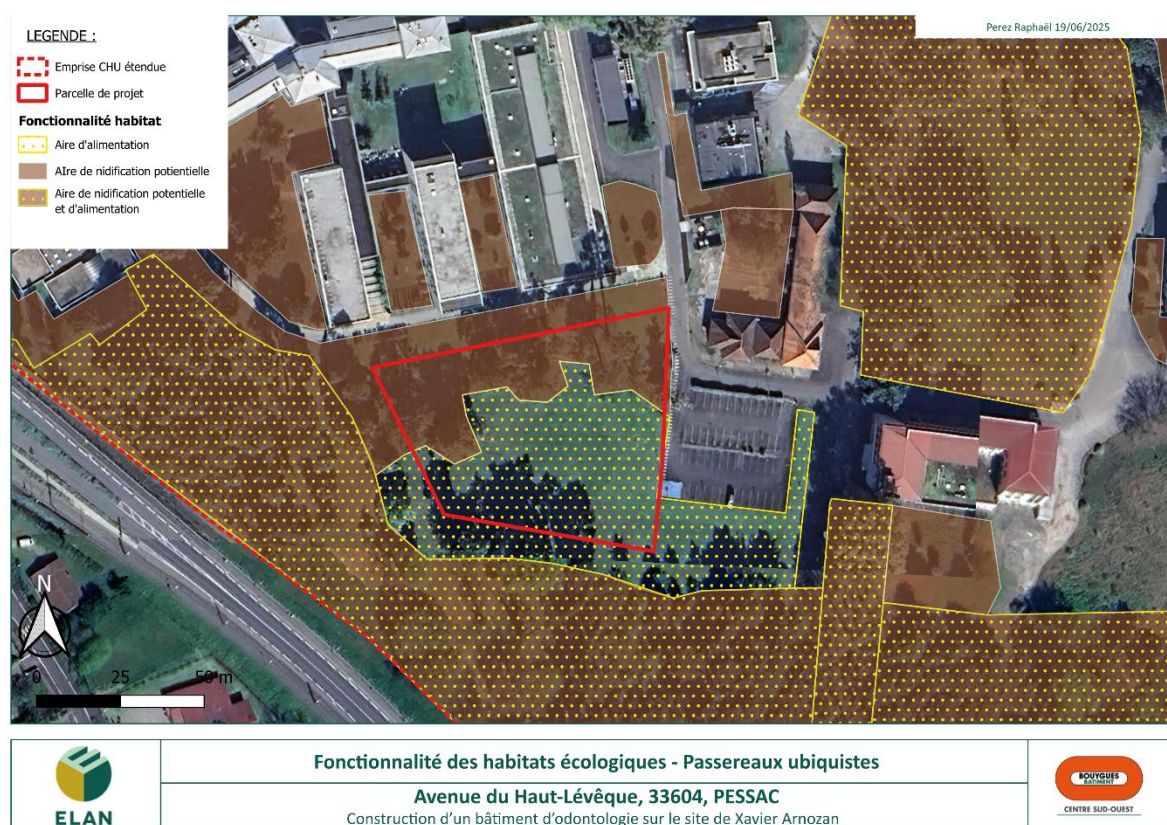 Perez Raphaël 19/06/2025
LEGENDE :
Emprise CHU étendue
Parcelle de projet
Fonctionnalité habitat
Aire d'alimentation
AIre de nidification potientielle
Aire de nidification potentielle
et d'alimentation
N
0 25 50 m
ELAN
Fonctionnalité des habitats écologiques - Passereaux ubiquistes
Avenue du Haut-Lévêque, 33604, PESSAC
Construction d'un bâtiment d'odontologie sur le site de Xavier Arnozan
BOUYGUES
BATIMENT
CENTRE SUD-OUEST